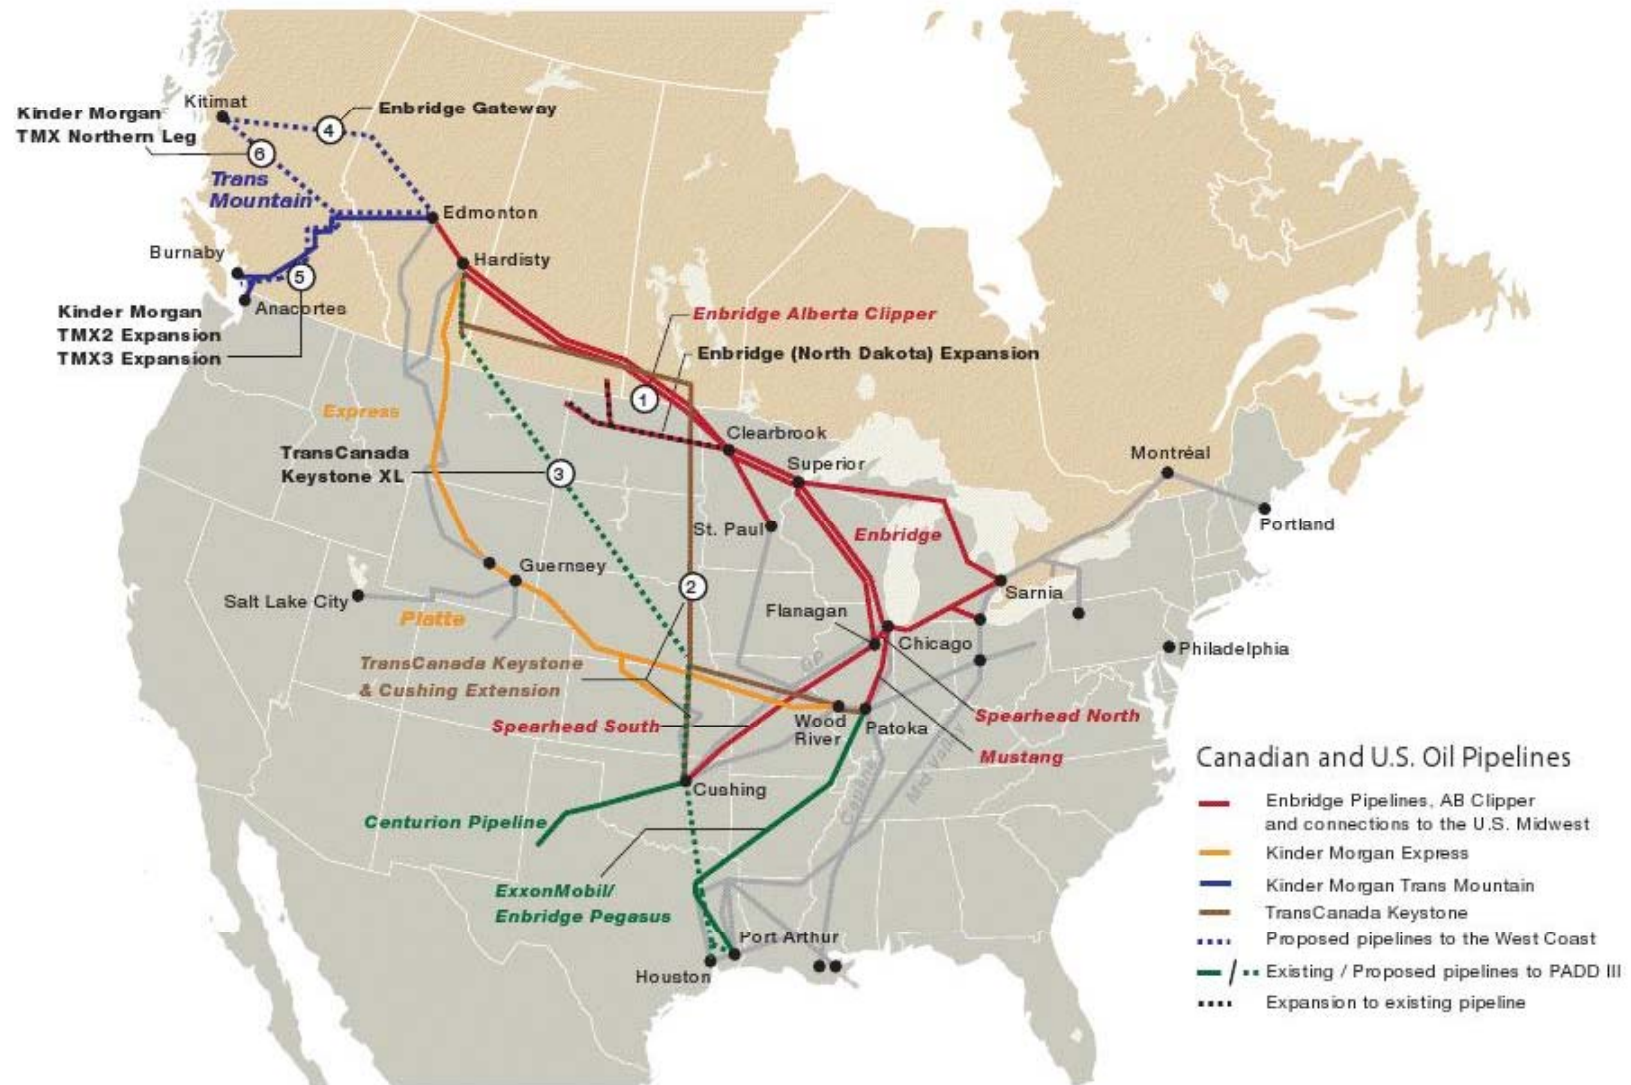 Kitimat
Kinder Morgan
TMX Northern Leg
4
Enbridge Gateway
6
Trans
Mountain
Edmonton
Burnaby
Hardisty
5
Anacortes
Kinder Morgan
TMX2 Expansion
TMX3 Expansion
Enbridge Alberta Clipper
Enbridge (North Dakota) Expansion
1
Express
Clearbrook
TransCanada
Keystone XL
3
Superior
Montréal
St. Paul
Enbridge
Portland
Guernsey
2
Salt Lake City
Platte
Sarnia
Flanagan
Chicago
Philadelphia
TransCanada Keystone
& Cushing Extension
BP
Spearhead South
Wood
River
Patoka
Spearhead North
Mustang
Capline
Mid Valley
Cushing
Centurion Pipeline
ExxonMobil/
Enbridge Pegasus
Port Arthur
Houston
Canadian and U.S. Oil Pipelines
Enbridge Pipelines, AB Clipper
and connections to the U.S. Midwest
Kinder Morgan Express
Kinder Morgan Trans Mountain
TransCanada Keystone
Proposed pipelines to the West Coast
/ Existing / Proposed pipelines to PADD III
Expansion to existing pipeline